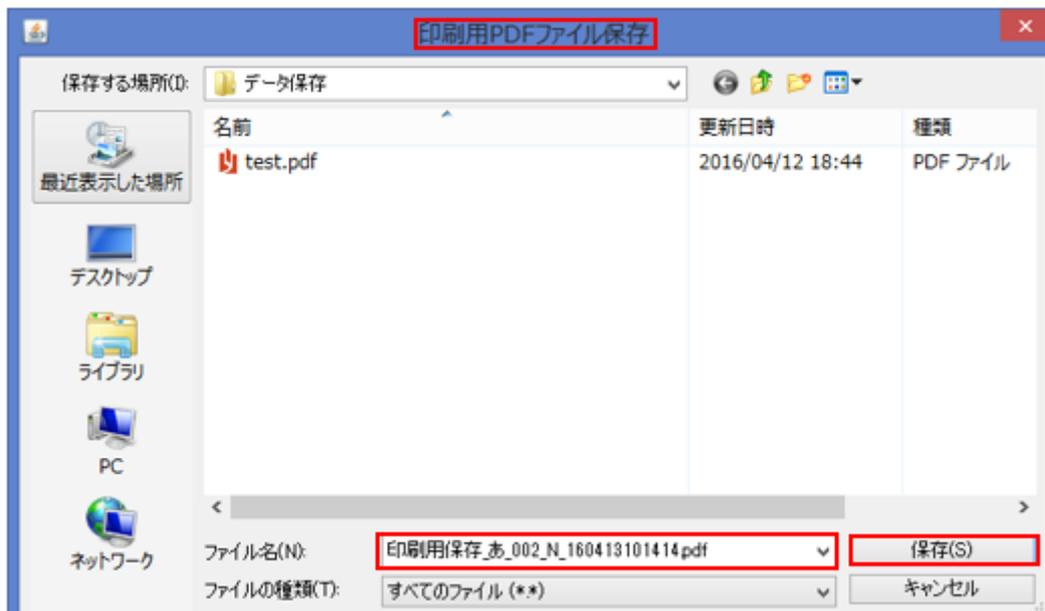 印刷用PDFファイル保存
保存する場所(I):
データ保存
名前 更新日時 種類
test.pdf 2016/04/12 18:44 PDF ファイル
最近表示した場所
デスクトップ
ライブラリ
PC
ネットワーク
ファイル名(N): 印刷用保存_あ_002_N_160413101414.pdf 保存(S)
ファイルの種類(T): すべてのファイル (*.*) キャンセル